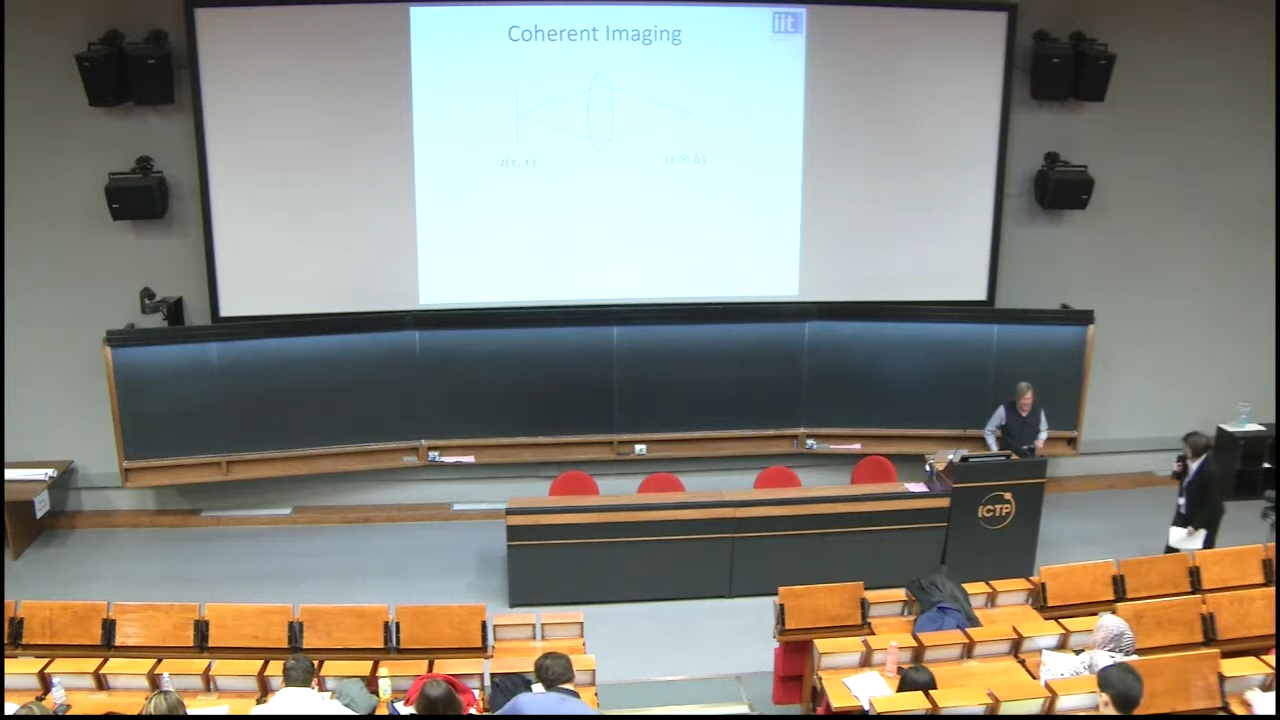 Coherent Imaging
iit
t(x, y)
(t ⊗ h)
ICTP